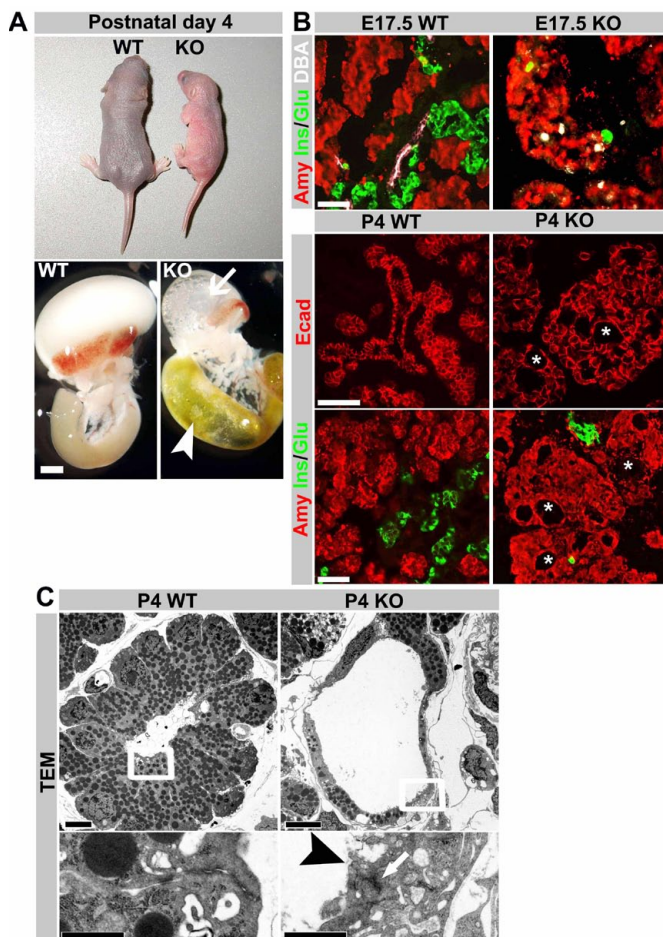 A
Postnatal day 4
WT KO
WT KO
B
E17.5 WT E17.5 KO
Amy Ins/Glu DBA
P4 WT P4 KO
Ecad
* *
Amy Ins/Glu
*
*
*
C
P4 WT P4 KO
TEM